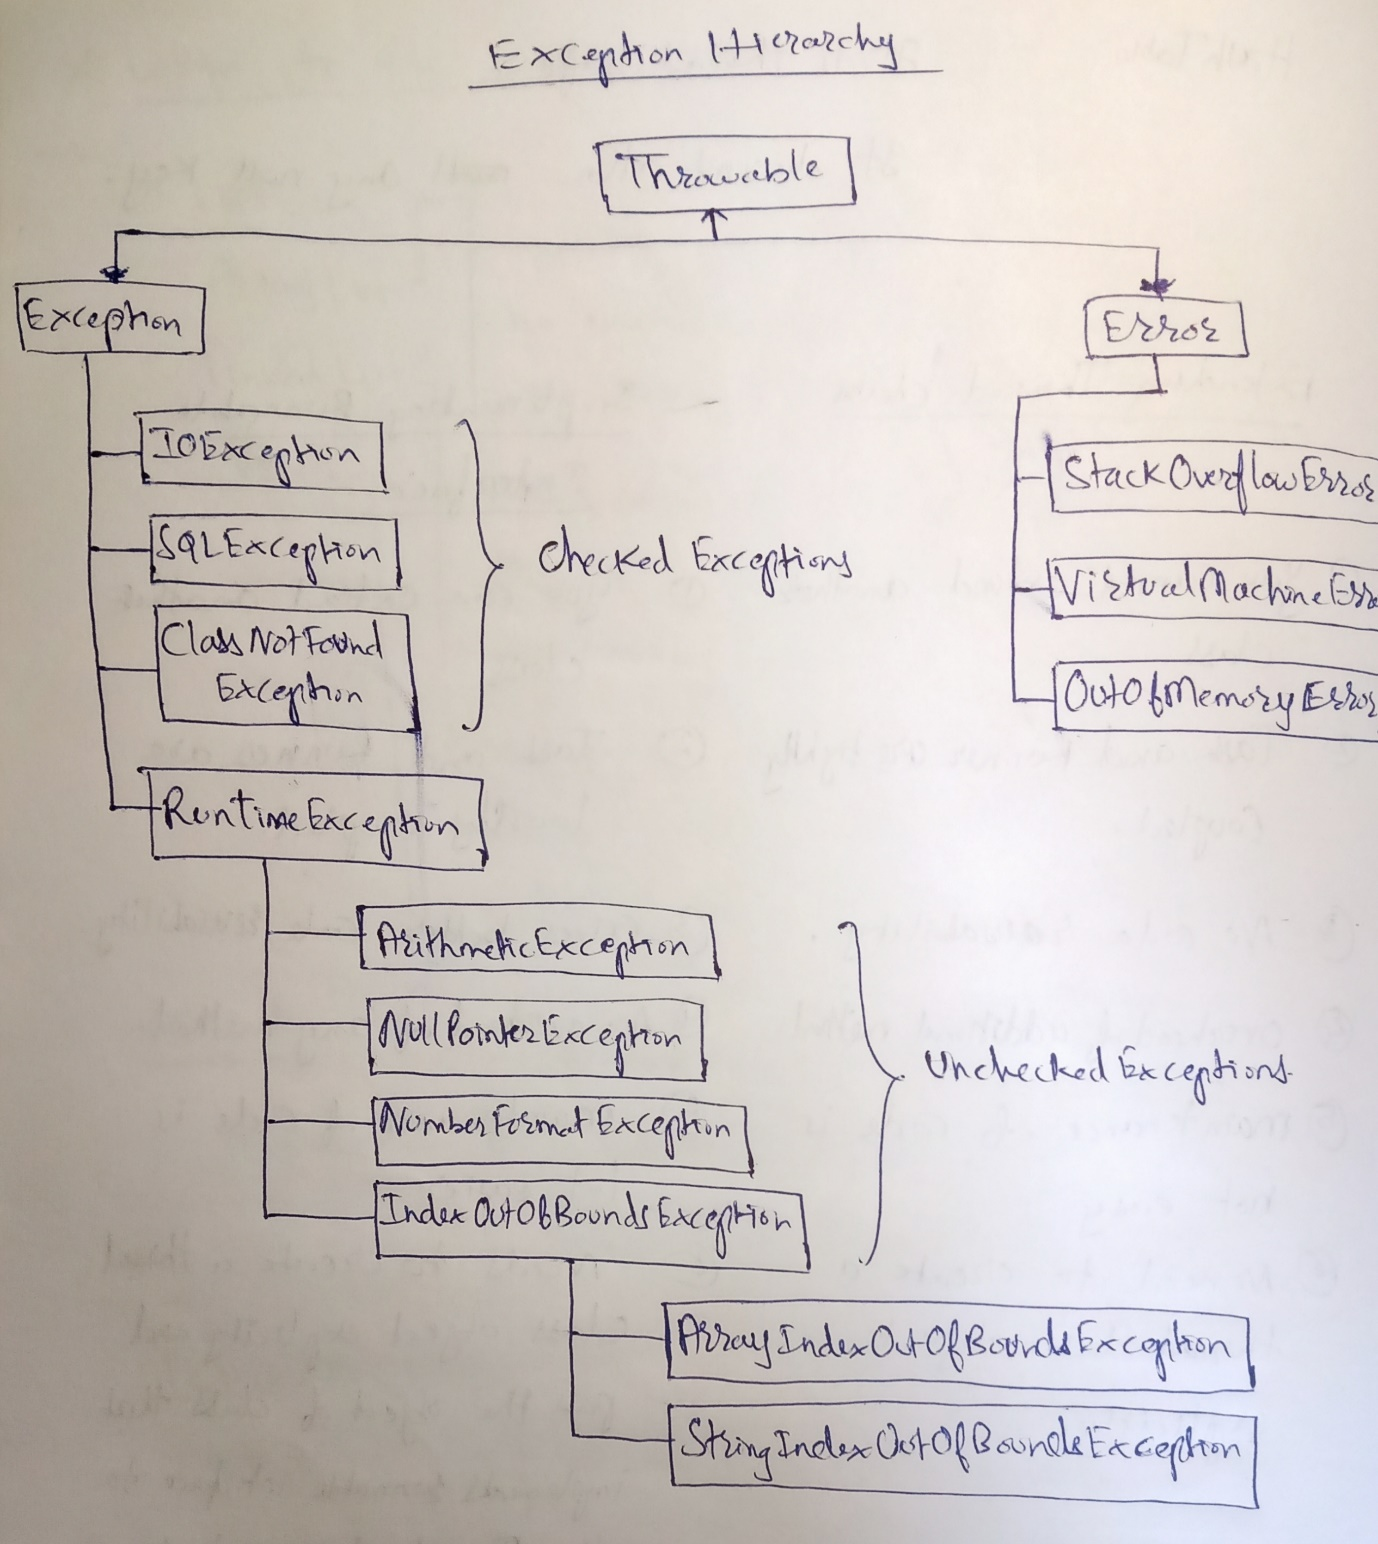 Exception Hierarchy
Throwable
Exception
Error
IOException
SQLException
ClassNotFound
Exception
Checked Exceptions
StackOverflowError
VirtualMachineErr
OutOfMemoryError
RuntimeException
ArithmeticException
NullPointerException
NumberFormatException
IndexOutOfBoundsException
Unchecked Exceptions.
ArrayIndexOutOfBoundsException
StringIndexOutOfBoundsException